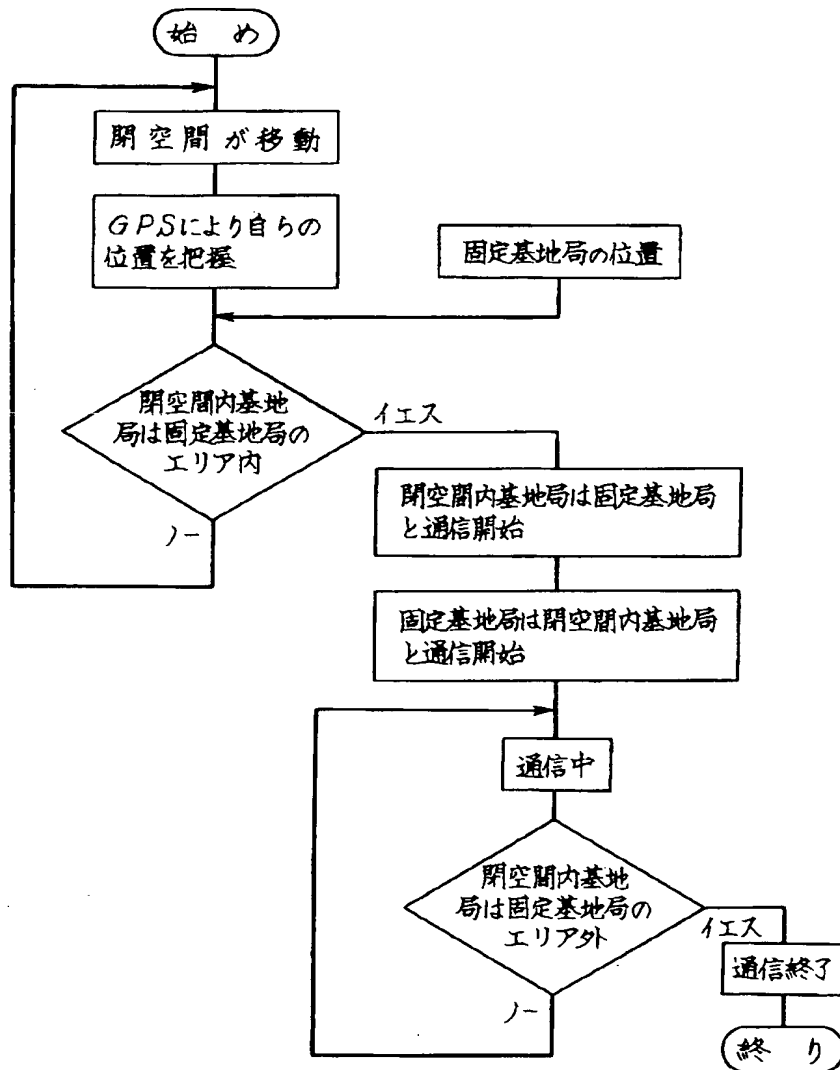 始め
閉空間が移動
GPSにより自らの
位置を把握
固定基地局の位置
閉空間内基地
局は固定基地局の
エリア内
イエス
ノー
閉空間内基地局は固定基地局
と通信開始
固定基地局は閉空間内基地局
と通信開始
通信中
閉空間内基地
局は固定基地局の
エリア外
イエス
ノー
通信終了
終り